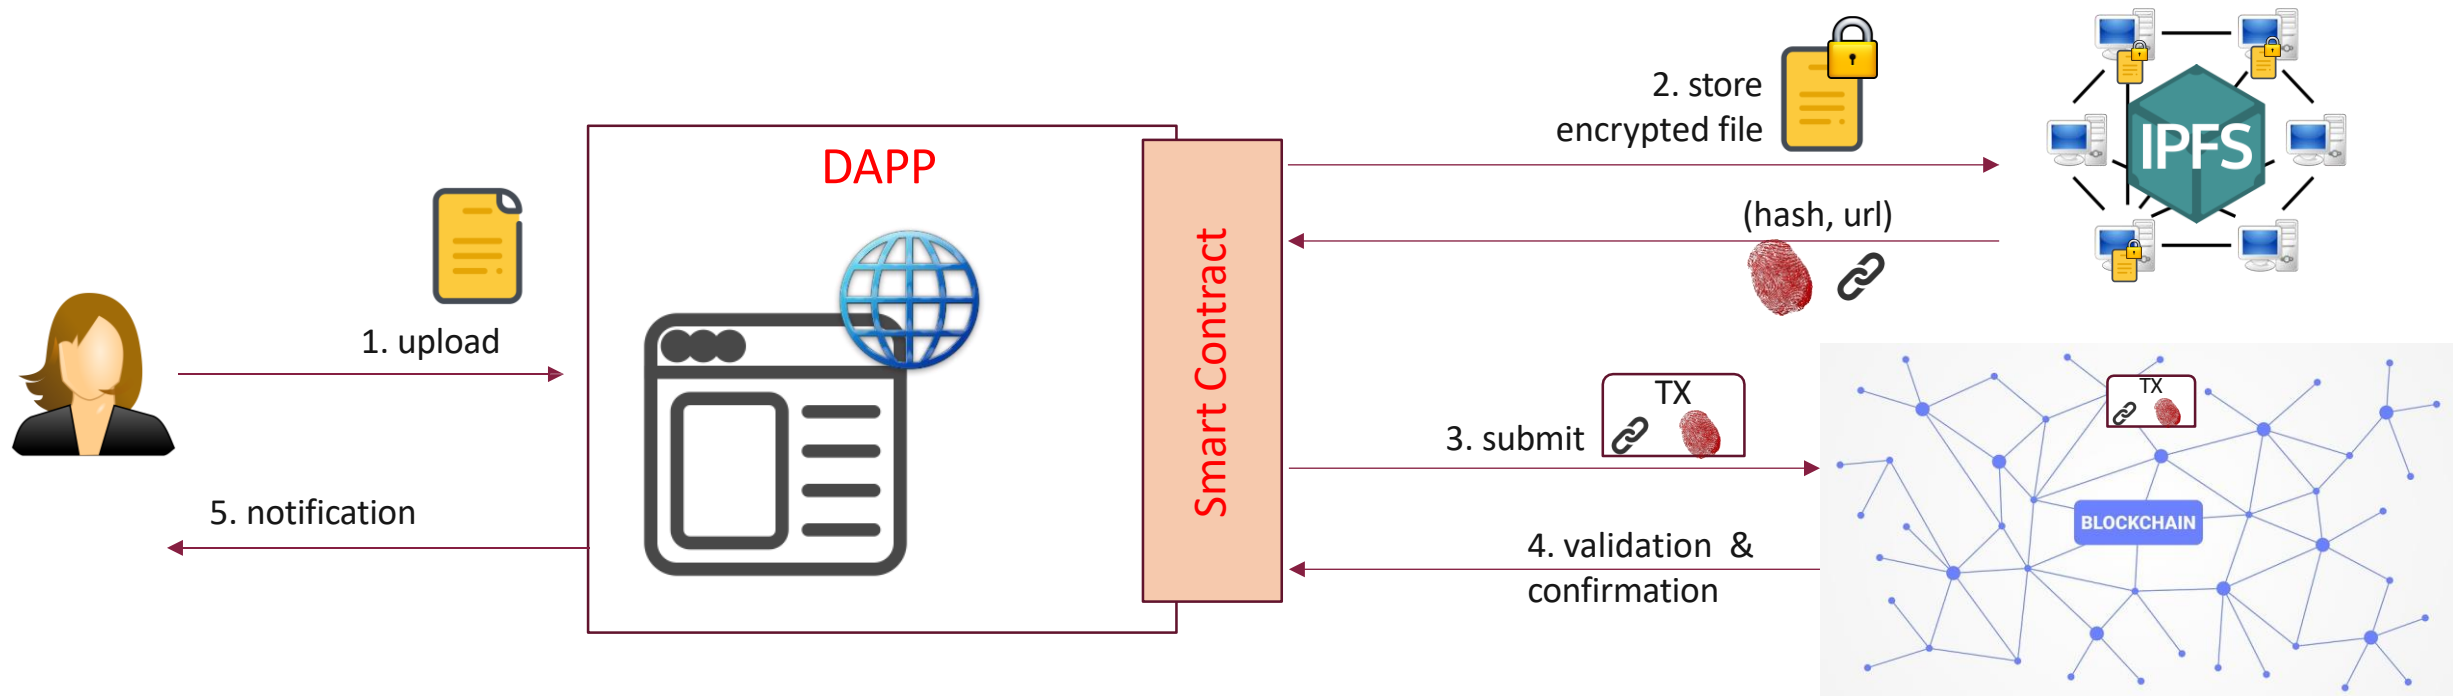 DAPP
Smart Contract
1. upload
5. notification
2. store
encrypted file
(hash, url)
IPFS
TX
3. submit
4. validation &
confirmation
TX
BLOCKCHAIN